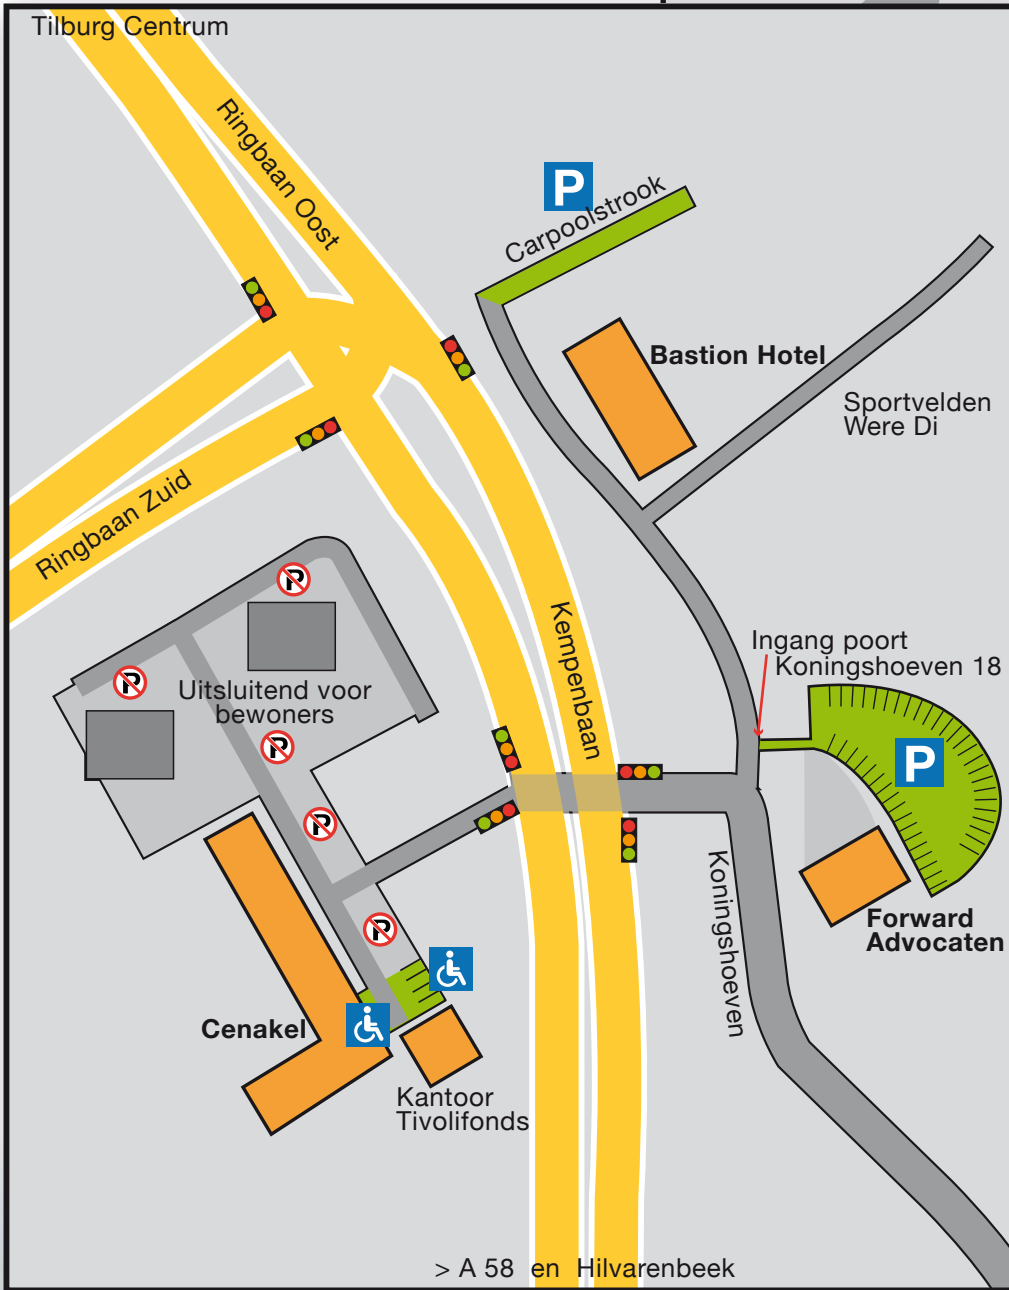 Tilburg Centrum
Ringbaan Oost
P
Carpoolstrook
Bastion Hotel
Sportvelden
Were Di
Ringbaan Zuid
P
Kempenbaan
Ingang poort
Koningshoeven 18
P
Uitsluitend voor
bewoners
P
P
P
P
Koningshoeven
Forward
Advocaten
P
Cenakel
Kantoor
Tivolifonds
> A 58 en Hilvarenbeek